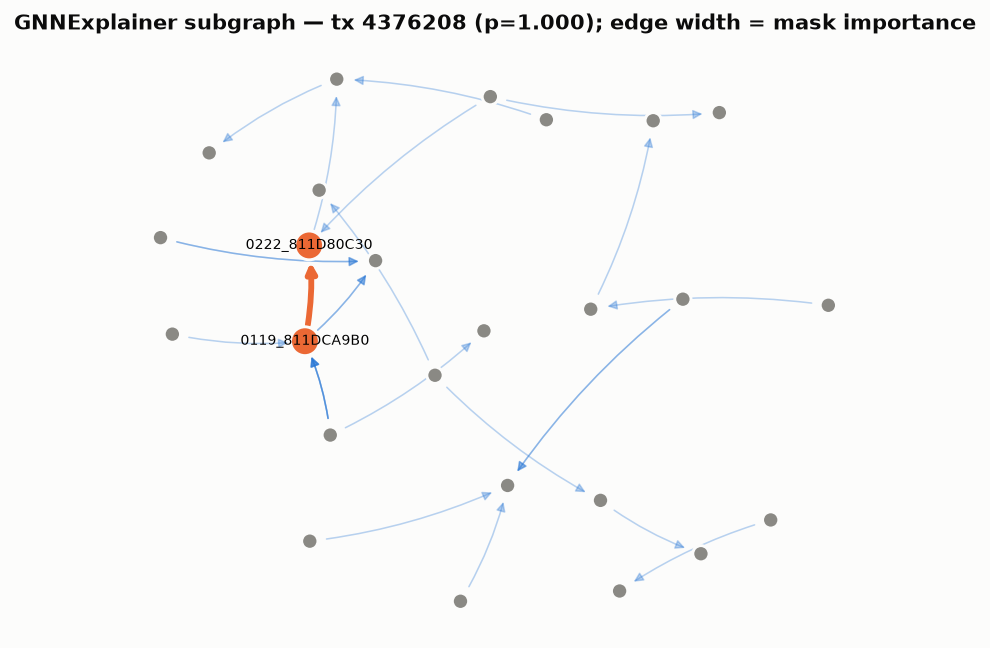 GNNExplainer subgraph — tx 4376208 (p=1.000); edge width = mask importance
0222_811D80C30
0119_811DCA9B0